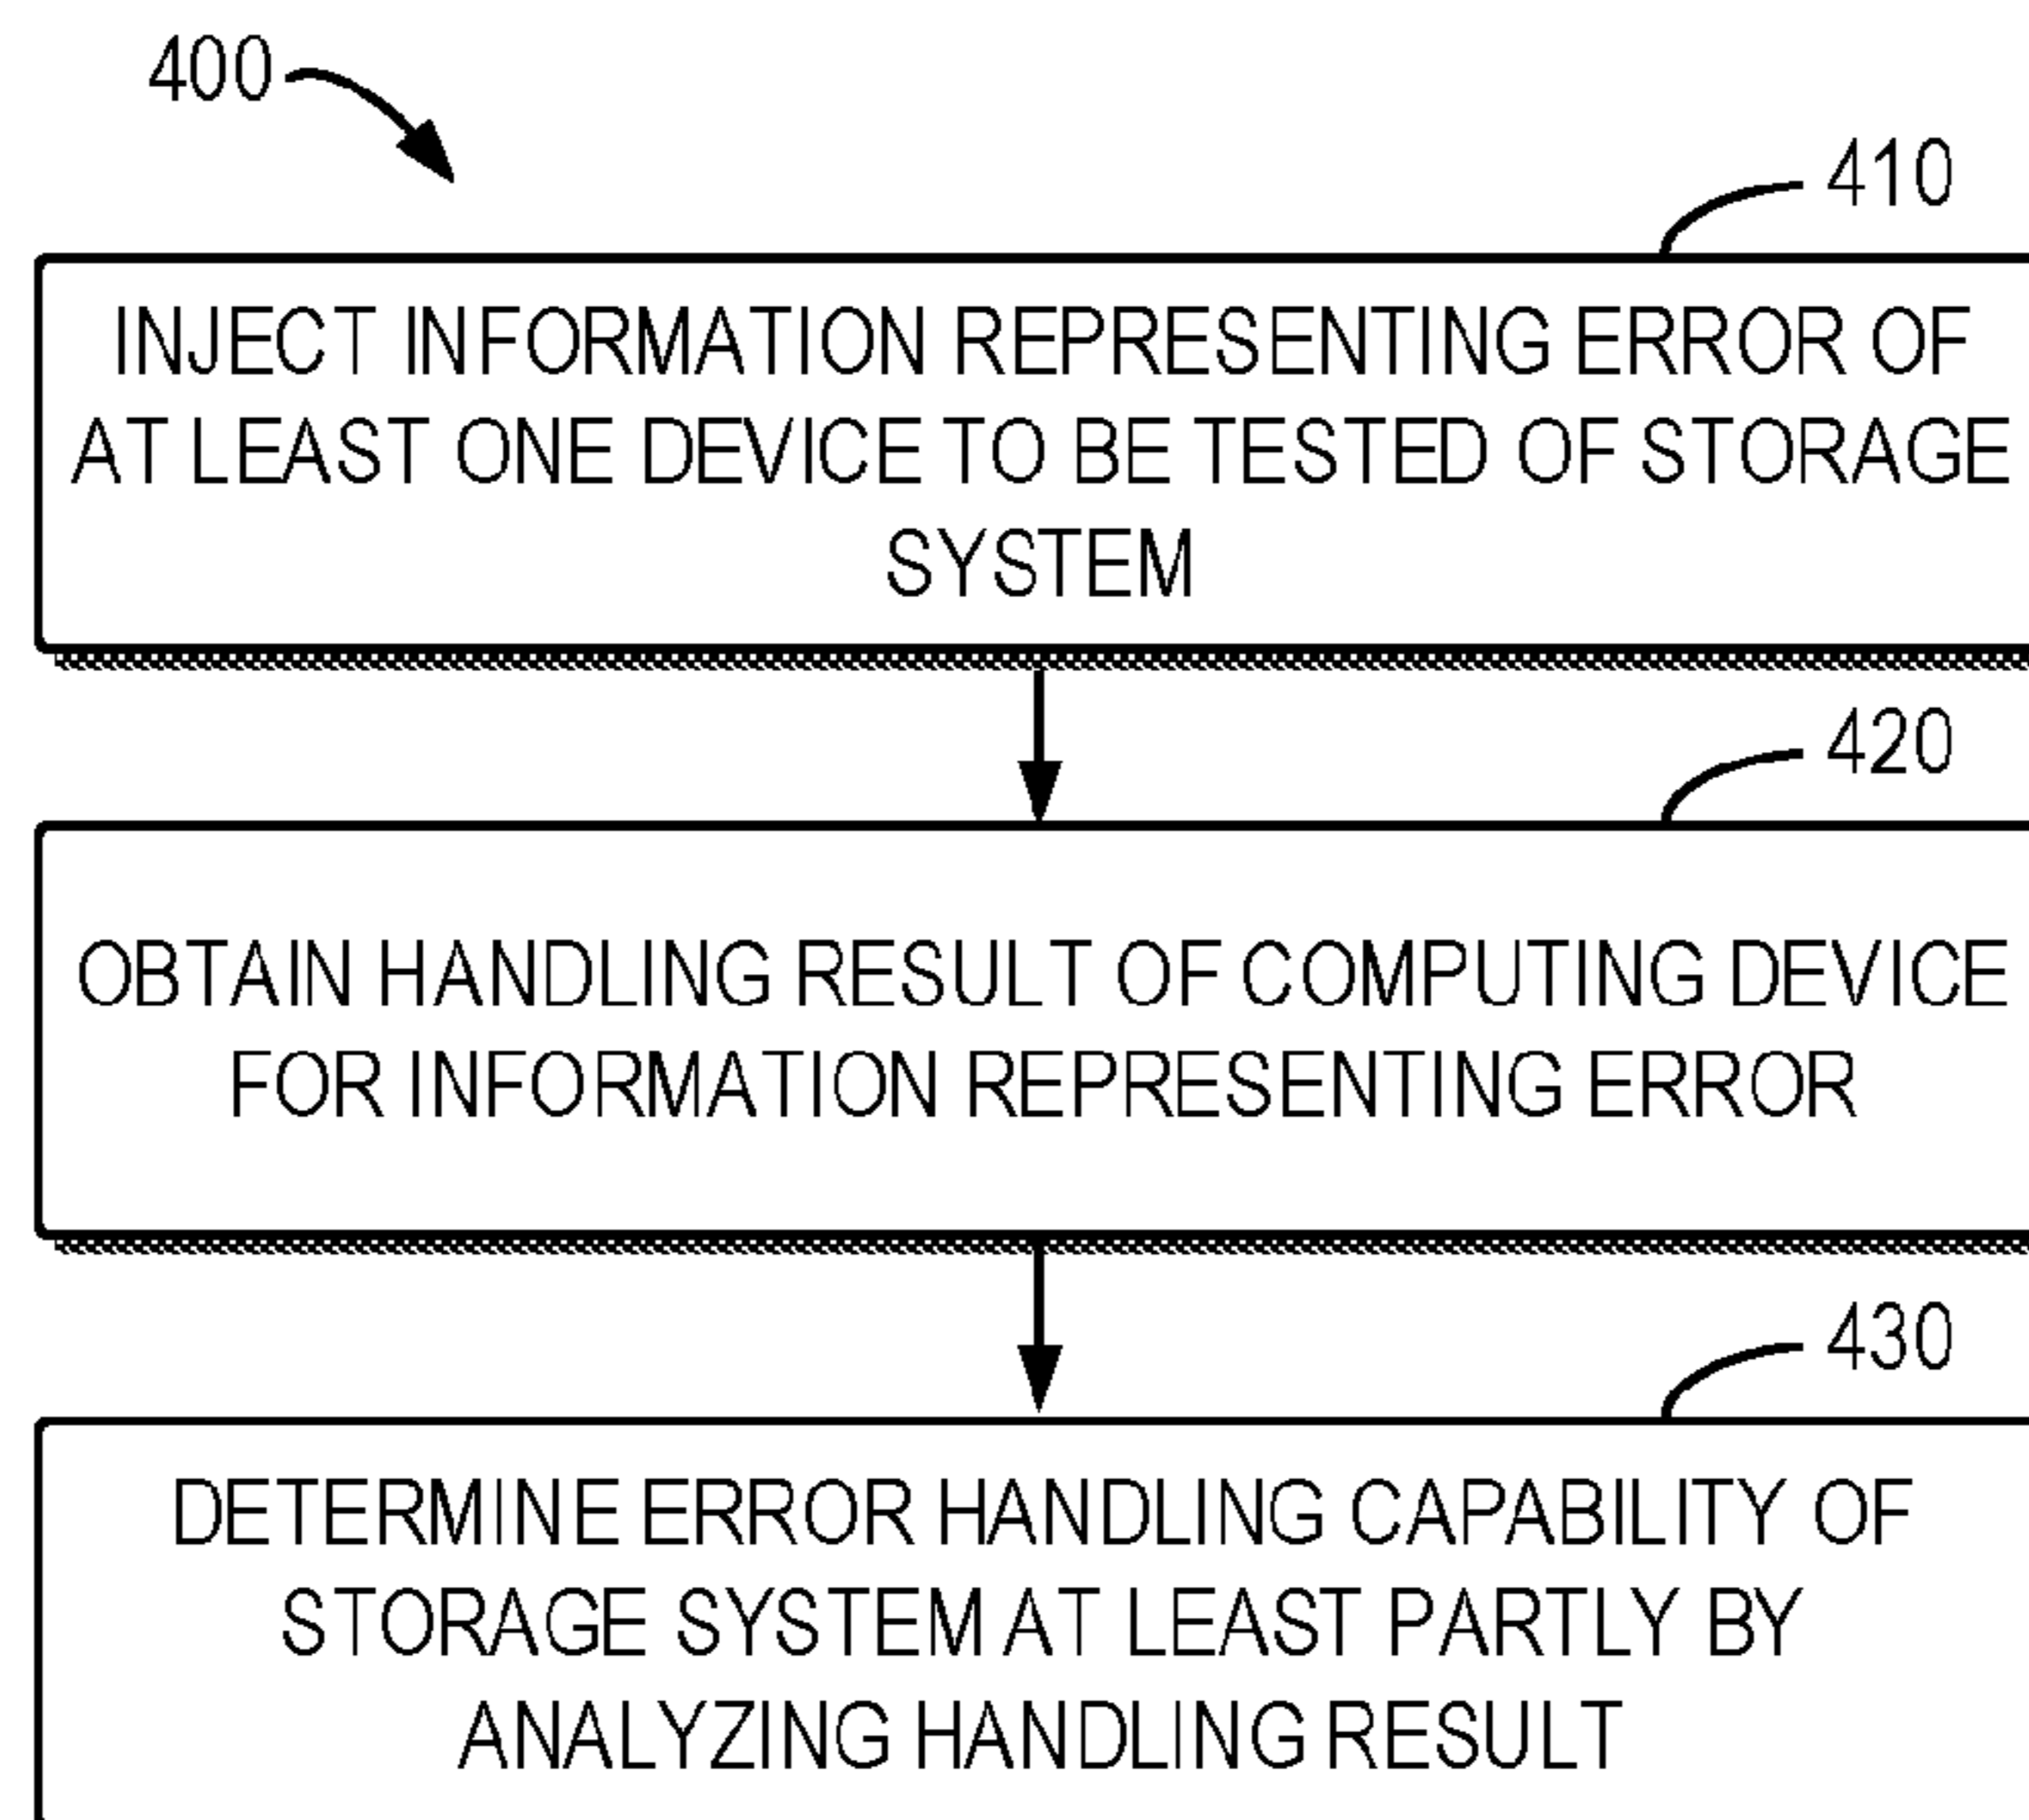 400
410
INJECT INFORMATION REPRESENTING ERROR OF
AT LEAST ONE DEVICE TO BE TESTED OF STORAGE
SYSTEM
420
OBTAIN HANDLING RESULT OF COMPUTING DEVICE
FOR INFORMATION REPRESENTING ERROR
430
DETERMINE ERROR HANDLING CAPABILITY OF
STORAGE SYSTEM AT LEAST PARTLY BY
ANALYZING HANDLING RESULT